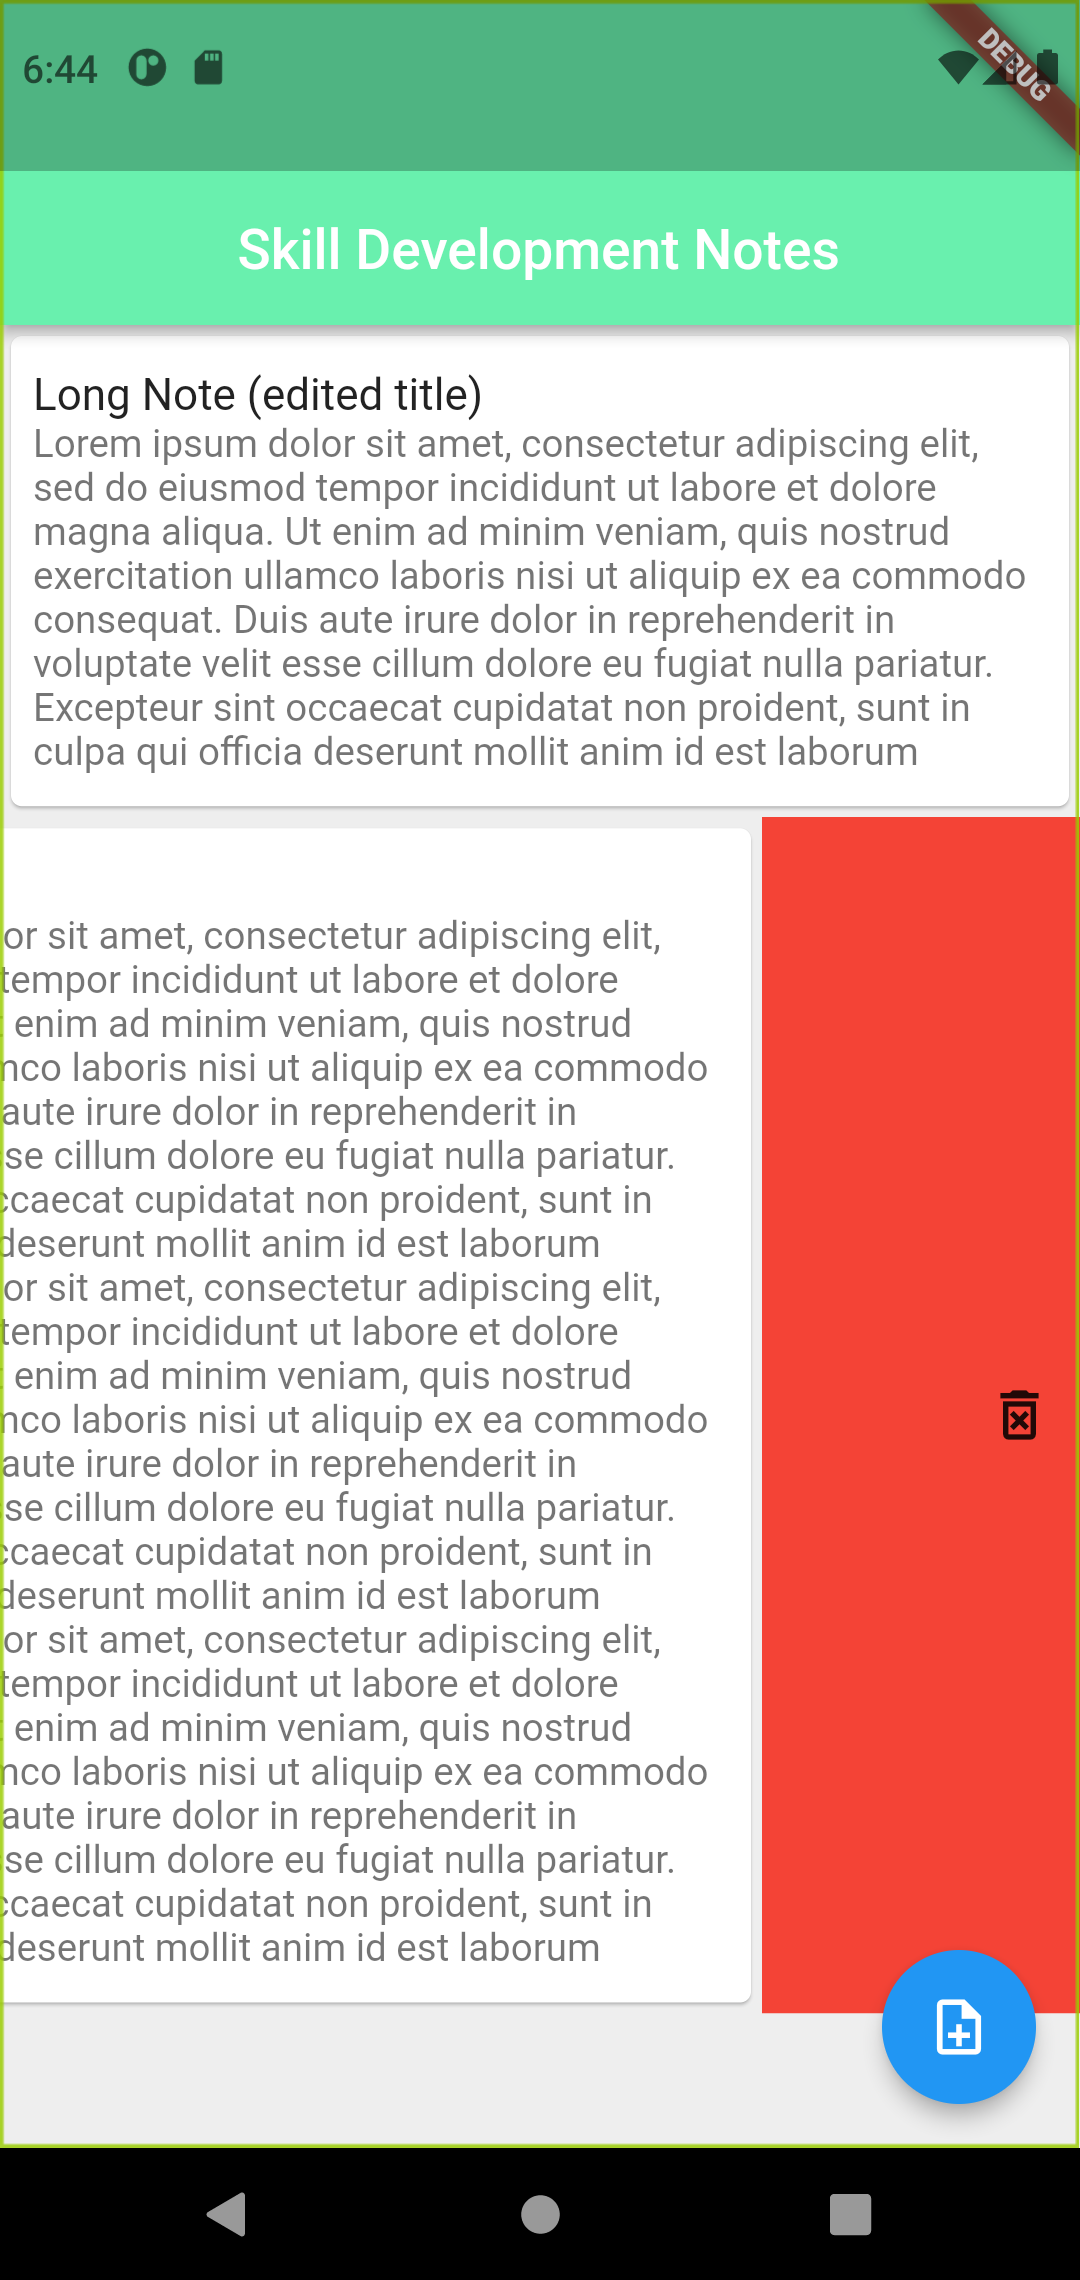 6:44
DEBUG
Skill Development Notes
Long Note (edited title)
Lorem ipsum dolor sit amet, consectetur adipiscing elit,
sed do eiusmod tempor incididunt ut labore et dolore
magna aliqua. Ut enim ad minim veniam, quis nostrud
exercitation ullamco laboris nisi ut aliquip ex ea commodo
consequat. Duis aute irure dolor in reprehenderit in
voluptate velit esse cillum dolore eu fugiat nulla pariatur.
Excepteur sint occaecat cupidatat non proident, sunt in
culpa qui officia deserunt mollit anim id est laborum
or sit amet, consectetur adipiscing elit,
tempor incididunt ut labore et dolore
enim ad minim veniam, quis nostrud
mco laboris nisi ut aliquip ex ea commodo
aute irure dolor in reprehenderit in
se cillum dolore eu fugiat nulla pariatur.
ccaecat cupidatat non proident, sunt in
deserunt mollit anim id est laborum
or sit amet, consectetur adipiscing elit,
tempor incididunt ut labore et dolore
enim ad minim veniam, quis nostrud
mco laboris nisi ut aliquip ex ea commodo
aute irure dolor in reprehenderit in
se cillum dolore eu fugiat nulla pariatur.
ccaecat cupidatat non proident, sunt in
deserunt mollit anim id est laborum
or sit amet, consectetur adipiscing elit,
tempor incididunt ut labore et dolore
enim ad minim veniam, quis nostrud
mco laboris nisi ut aliquip ex ea commodo
aute irure dolor in reprehenderit in
se cillum dolore eu fugiat nulla pariatur.
ccaecat cupidatat non proident, sunt in
deserunt mollit anim id est laborum